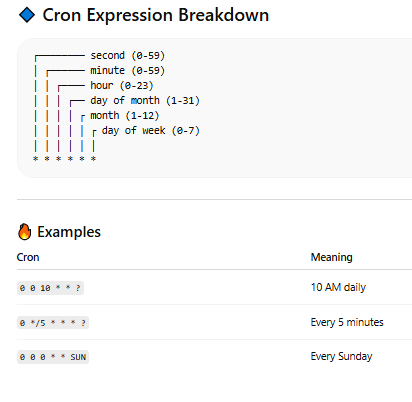 Cron Expression Breakdown
second (0-59)
minute (0-59)
hour (0-23)
day of month (1-31)
month (1-12)
day of week (0-7)
* * * * * *
Examples
Cron Meaning
0 0 10 * * ? 10 AM daily
0 */5 * * * ? Every 5 minutes
0 0 0 * * SUN Every Sunday